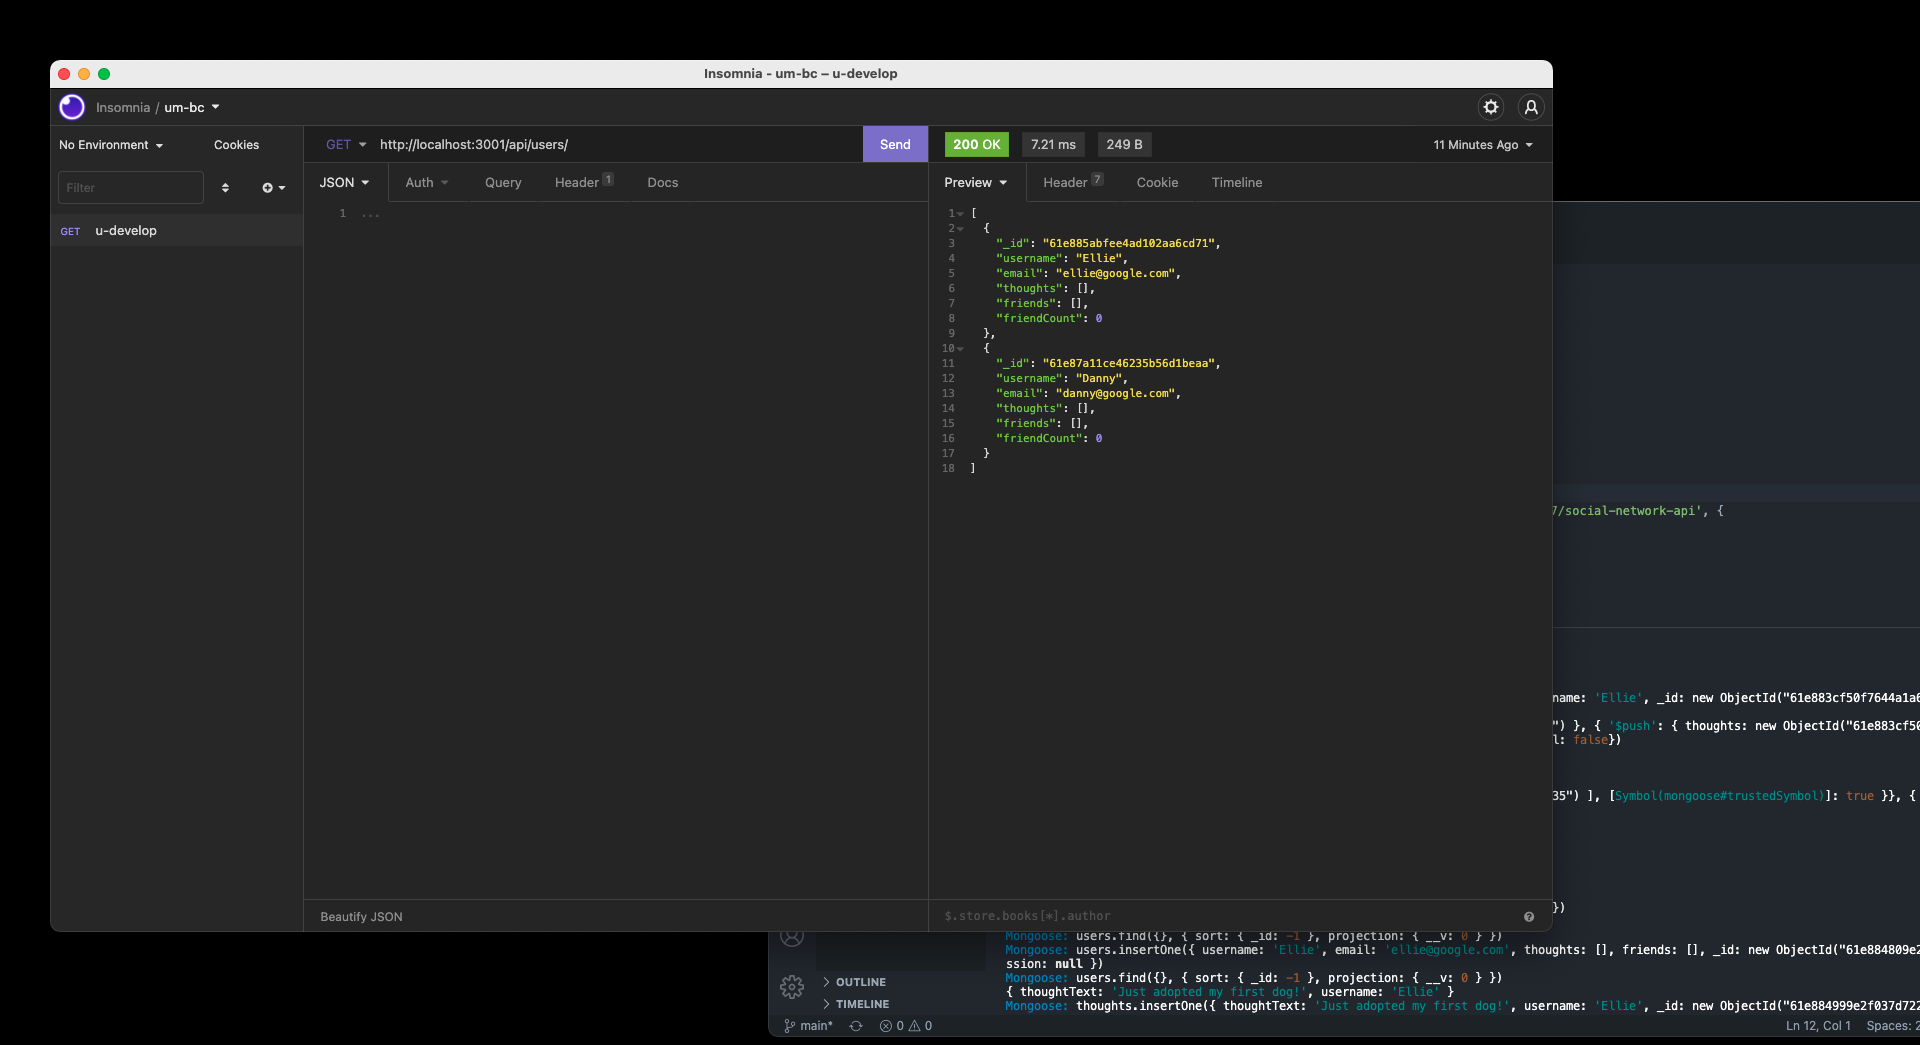 Insomnia - um-bc – u-develop
Insomnia / um-bc
No Environment
Cookies
GET http://localhost:3001/api/users/
Send
200 OK
7.21 ms
249 B
11 Minutes Ago
Filter
JSON
Auth
Query
Header 1
Docs
Preview
Header 7
Cookie
Timeline
GET u-develop
1 ...
1 [
2 {
3 "_id": "61e885abfee4ad102aa6cd71",
4 "username": "Ellie",
5 "email": "ellie@google.com",
6 "thoughts": [],
7 "friends": [],
8 "friendCount": 0
9 },
10 {
11 "_id": "61e87a11ce46235b56d1beaa",
12 "username": "Danny",
13 "email": "danny@google.com",
14 "thoughts": [],
15 "friends": [],
16 "friendCount": 0
17 }
18 ]
7/social-network-api', {
name: 'Ellie', _id: new ObjectId("61e883cf50f7644a1a6
") }, { '$push': { thoughts: new ObjectId("61e883cf50
l: false})
35") ], [Symbol(mongoose#trustedSymbol)]: true }}, {
})
Beautify JSON
$.store.books[*].author
Mongoose: users.find({}, { sort: { _id: -1 }, projection: { __v: 0 } })
Mongoose: users.insertOne({ username: 'Ellie', email: 'ellie@google.com', thoughts: [], friends: [], _id: new ObjectId("61e884809e2
ssion: null })
Mongoose: users.find({}, { sort: { _id: -1 }, projection: { __v: 0 } })
{ thoughtText: 'Just adopted my first dog!', username: 'Ellie' }
Mongoose: thoughts.insertOne({ thoughtText: 'Just adopted my first dog!', username: 'Ellie', _id: new ObjectId("61e884999e2f037d722
OUTLINE
TIMELINE
main* 0 0
Ln 12, Col 1 Spaces: 2